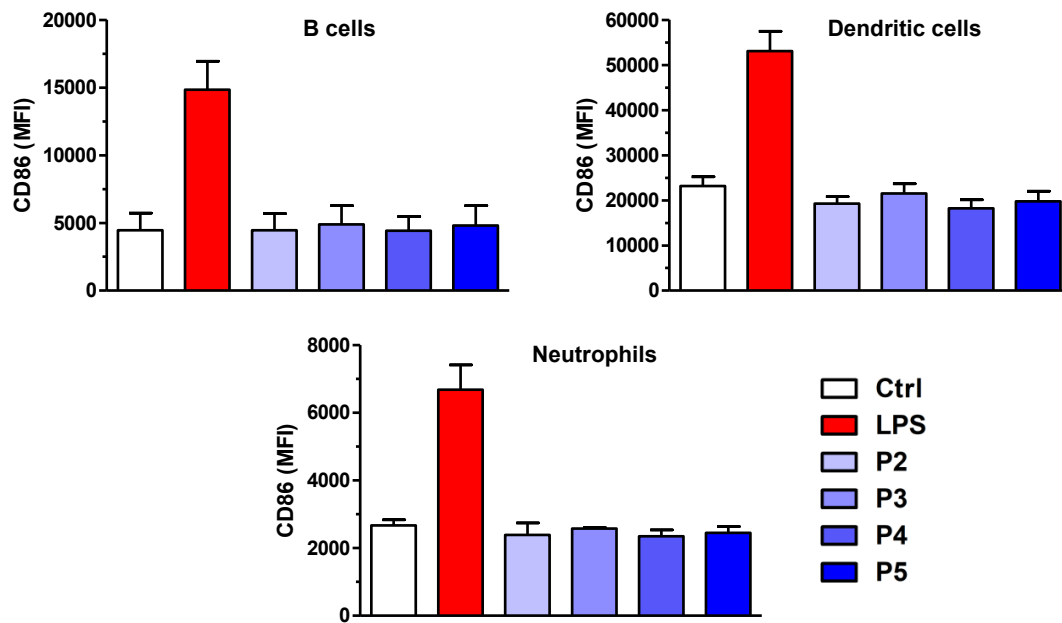 B cells
CD86 (MFI)
20000
15000
10000
5000
0
Dendritic cells
CD86 (MFI)
60000
50000
40000
30000
20000
10000
0
Neutrophils
CD86 (MFI)
8000
6000
4000
2000
0
Ctrl
LPS
P2
P3
P4
P5